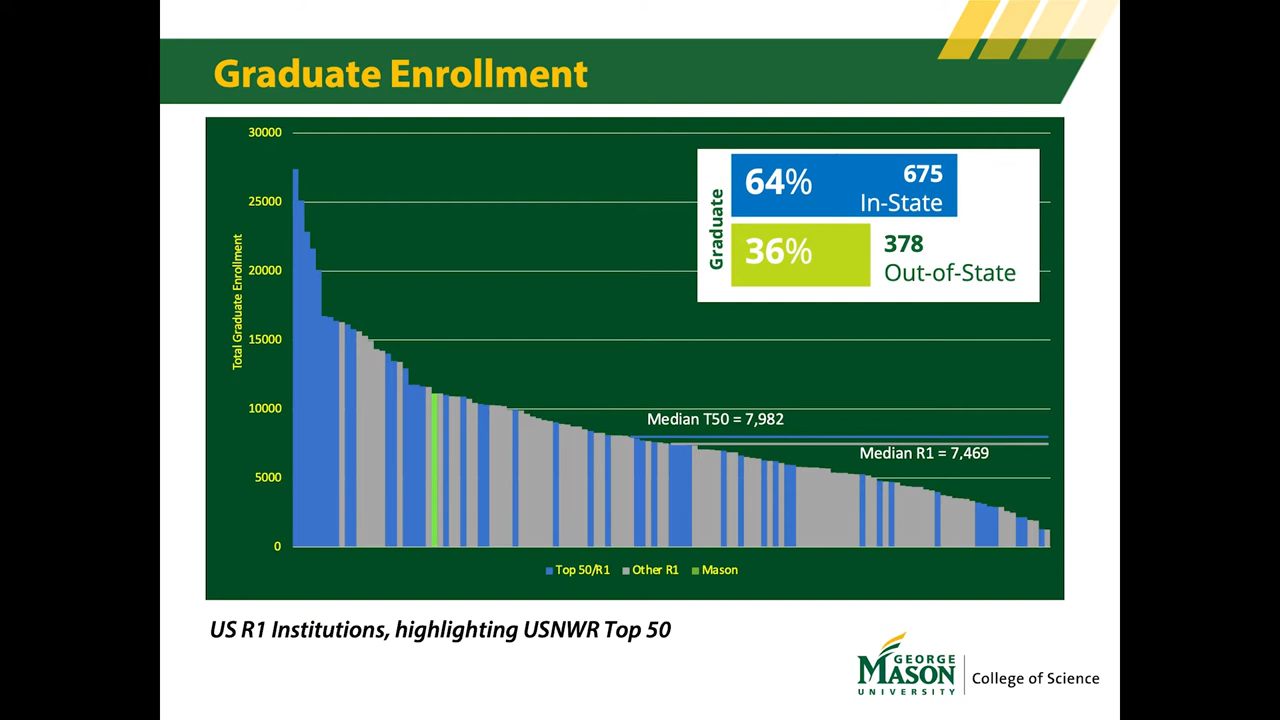 Graduate Enrollment
30000
25000
20000
15000
10000
5000
0
Total Graduate Enrollment
Graduate
64%
675
In-State
36%
378
Out-of-State
Median T50 = 7,982
Median R1 = 7,469
Top 50/R1 Other R1 Mason
US R1 Institutions, highlighting USNWR Top 50
GEORGE
MASON
UNIVERSITY
College of Science